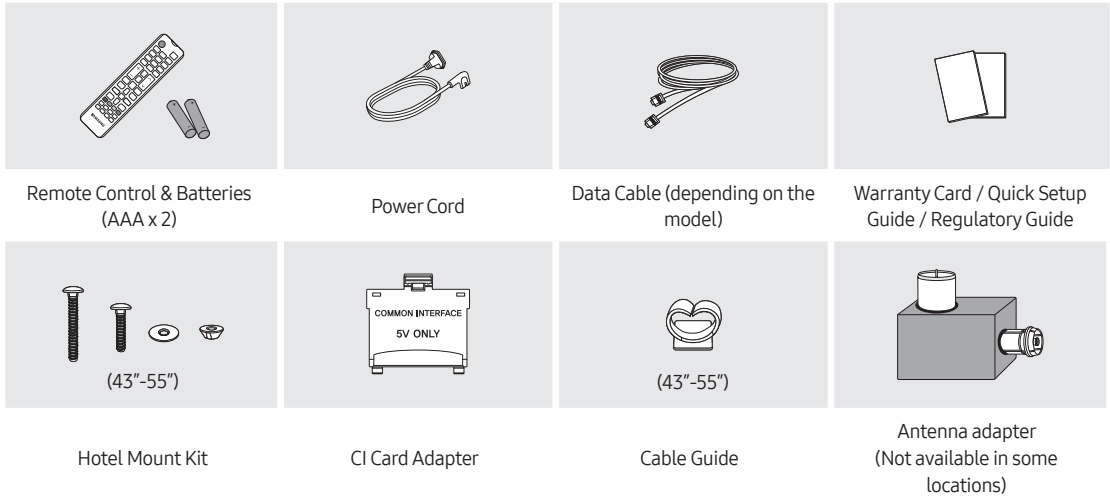 Remote Control & Batteries
(AAA x 2)
Power Cord
Data Cable (depending on the
model)
Warranty Card / Quick Setup
Guide / Regulatory Guide
(43"-55")
Hotel Mount Kit
COMMON INTERFACE
5V ONLY
CI Card Adapter
(43"-55")
Cable Guide
Antenna adapter
(Not available in some
locations)